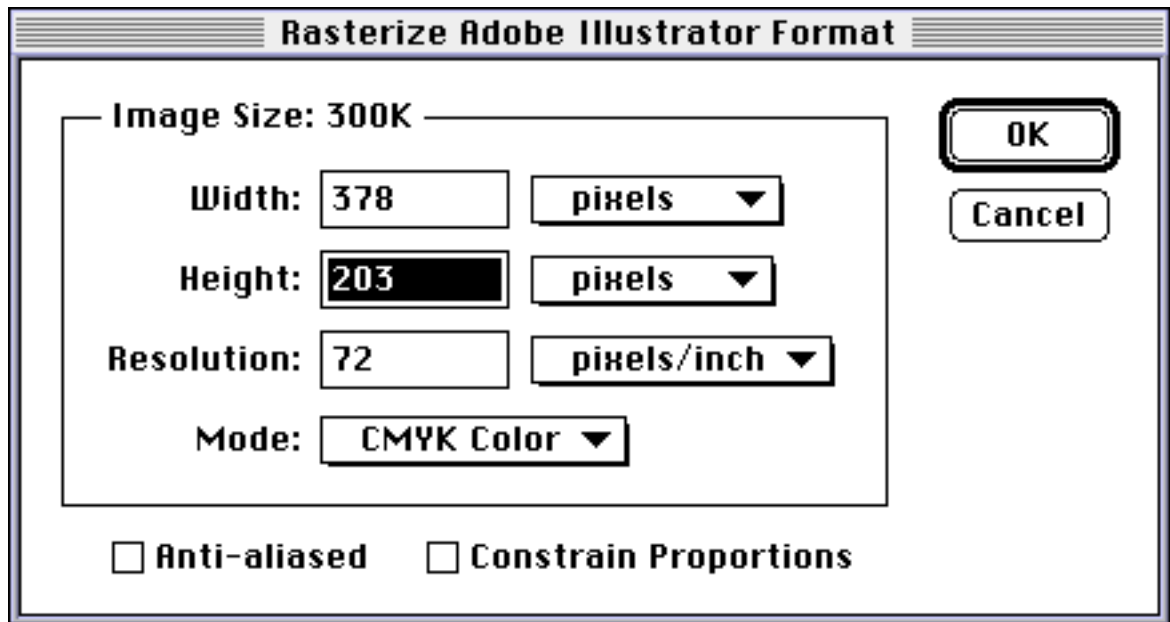 Rasterize Adobe Illustrator Format
Image Size: 300K
OK
Width: 378 pixels
Cancel
Height: 203 pixels
Resolution: 72 pixels/inch
Mode: CMYK Color
Anti-aliased Constrain Proportions